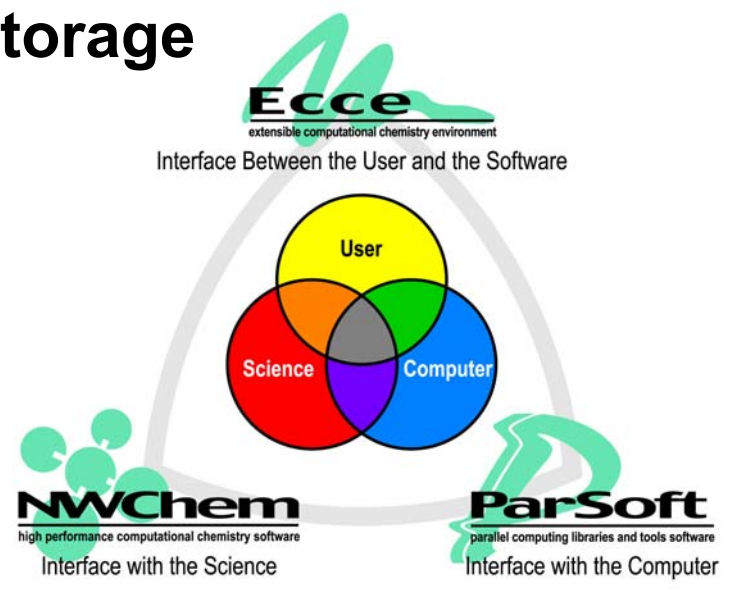 torage
Ecce
extensible computational chemistry environment
Interface Between the User and the Software
User
Science
Computer
NWChem
high performance computational chemistry software
Interface with the Science
ParSoft
parallel computing libraries and tools software
Interface with the Computer